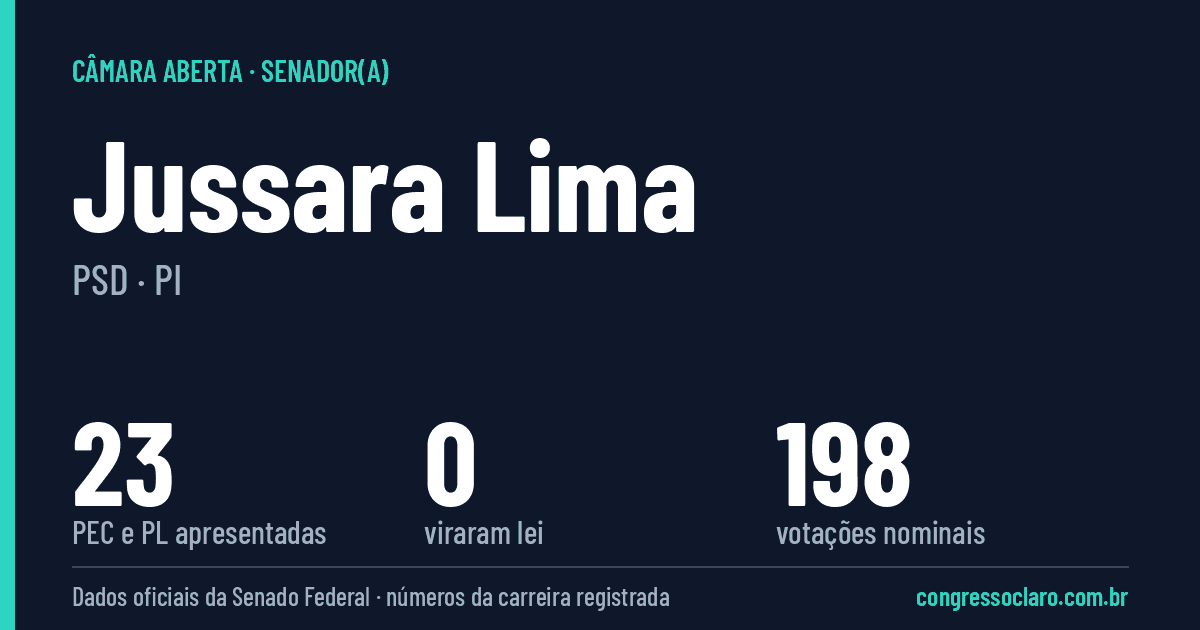 CÂMARA ABERTA · SENADOR(A)
Jussara Lima
PSD · PI
23
PEC e PL apresentadas
0
viraram lei
198
votações nominais
Dados oficiais da Senado Federal · números da carreira registrada
congressoclaro.com.br